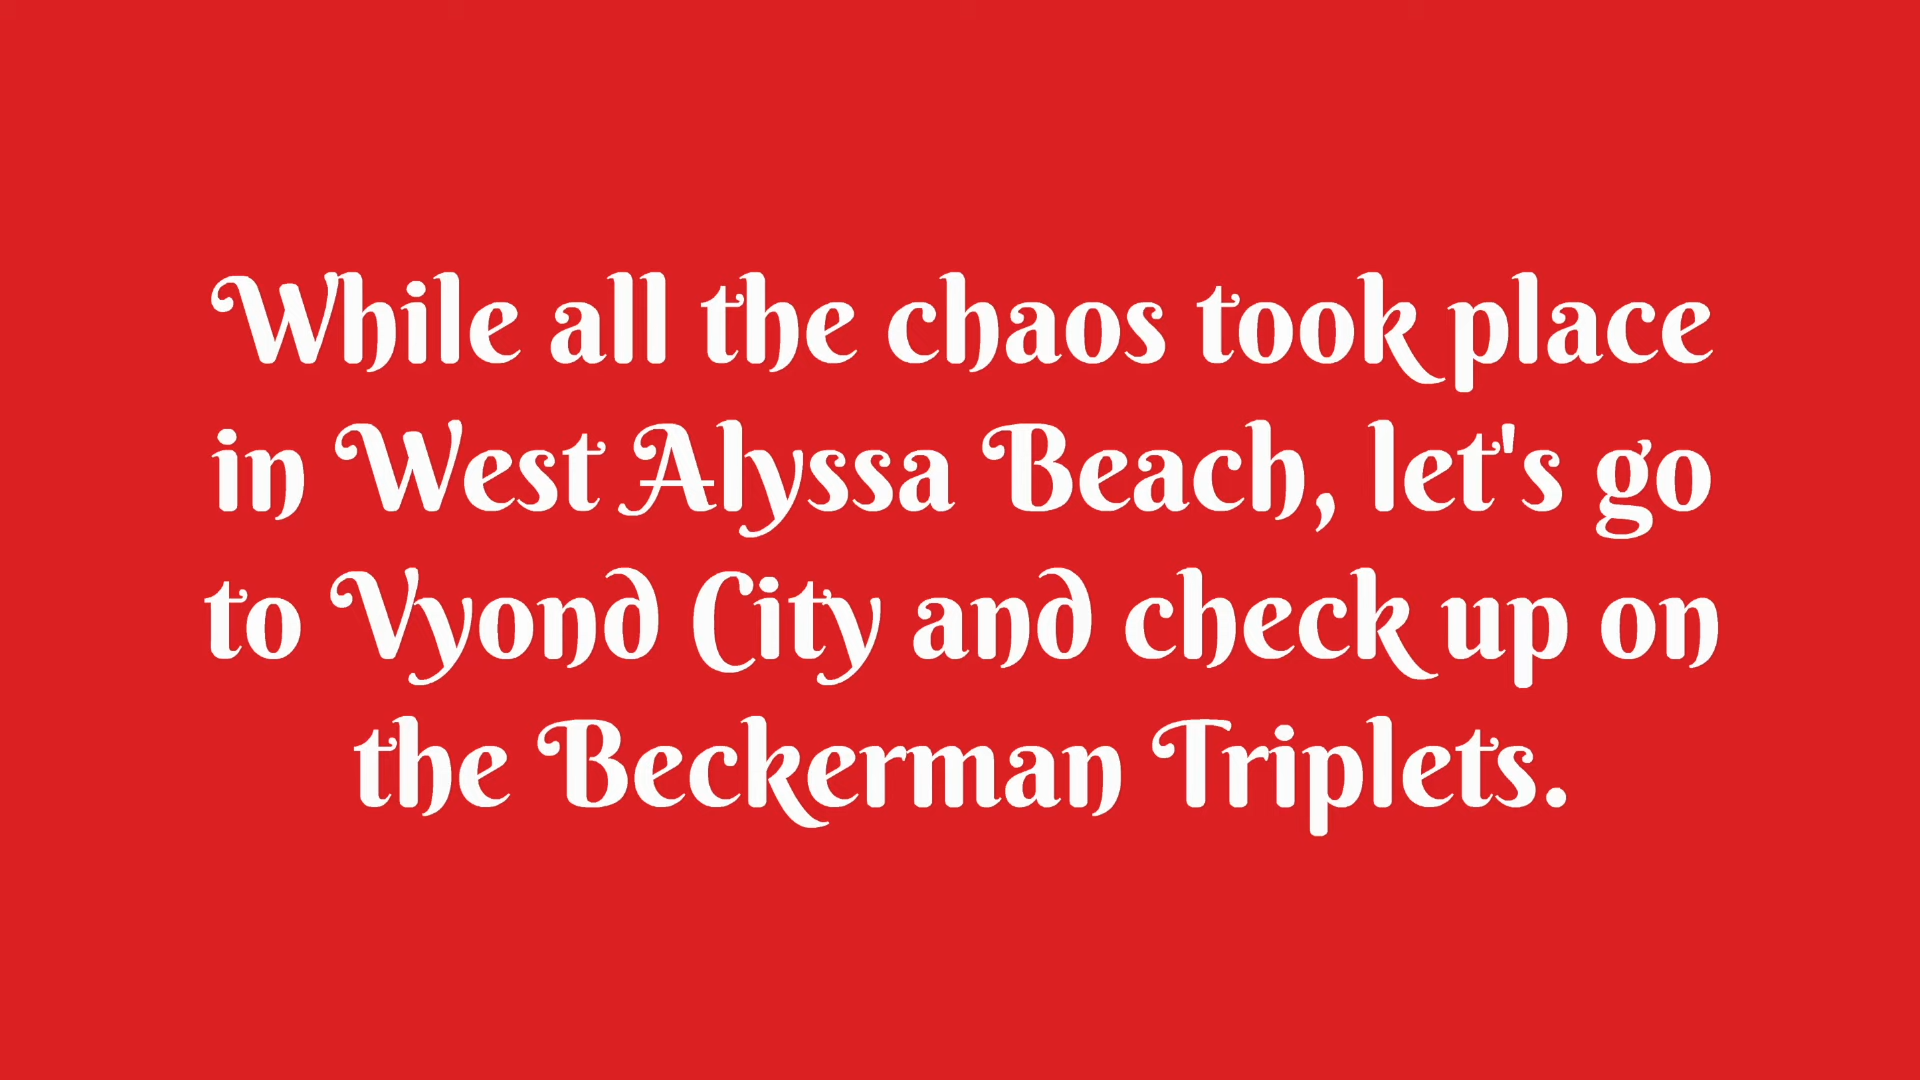 While all the chaos took place
in West Alyssa Beach, let's go
to Vyond City and check up on
the Beckerman Triplets.